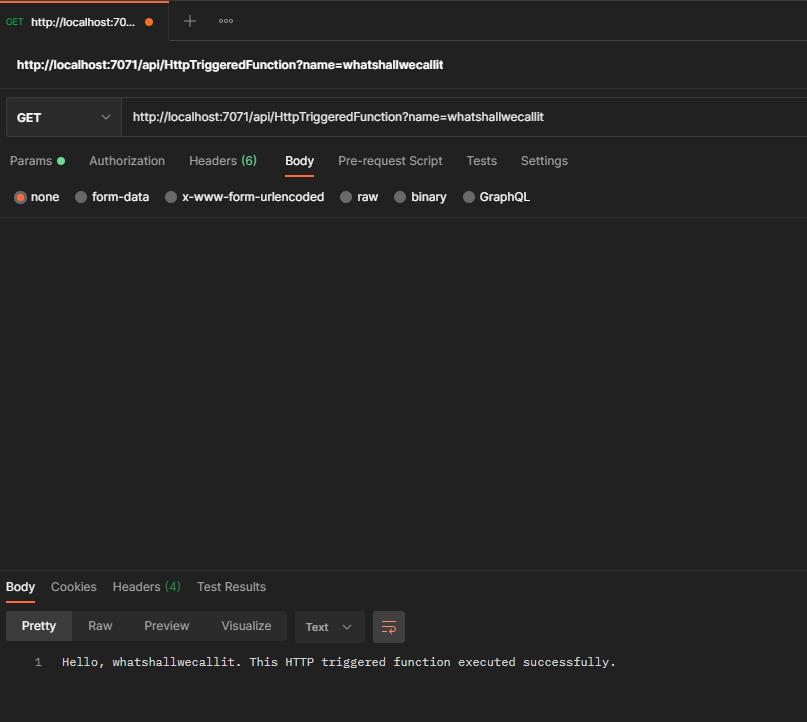 GET http://localhost:70...
http://localhost:7071/api/HttpTriggeredFunction?name=whatshallwecallit
GET http://localhost:7071/api/HttpTriggeredFunction?name=whatshallwecallit
Params Authorization Headers (6) Body Pre-request Script Tests Settings
none form-data x-www-form-urlencoded raw binary GraphQL
Body Cookies Headers (4) Test Results
Pretty Raw Preview Visualize Text
1 Hello, whatshallwecallit. This HTTP triggered function executed successfully.